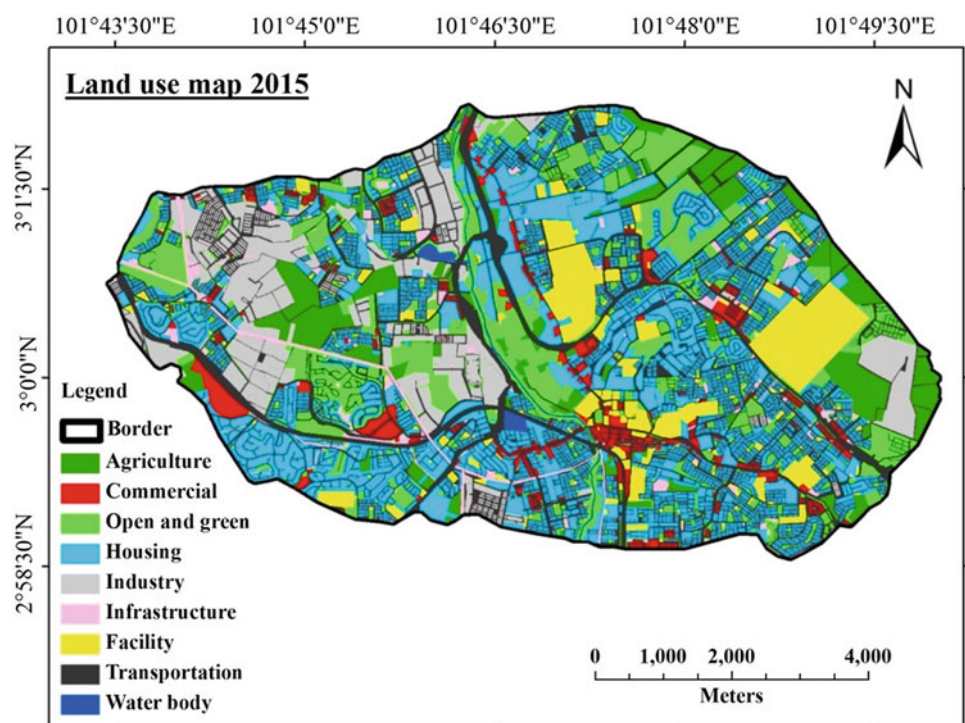 101°43'30"E 101°45'0"E 101°46'30"E 101°48'0"E 101°49'30"E
Land use map 2015
N
3°1'30"N
3°0'0"N
2°58'30"N
Legend
Border
Agriculture
Commercial
Open and green
Housing
Industry
Infrastructure
Facility
Transportation
Water body
0 1,000 2,000 4,000
Meters